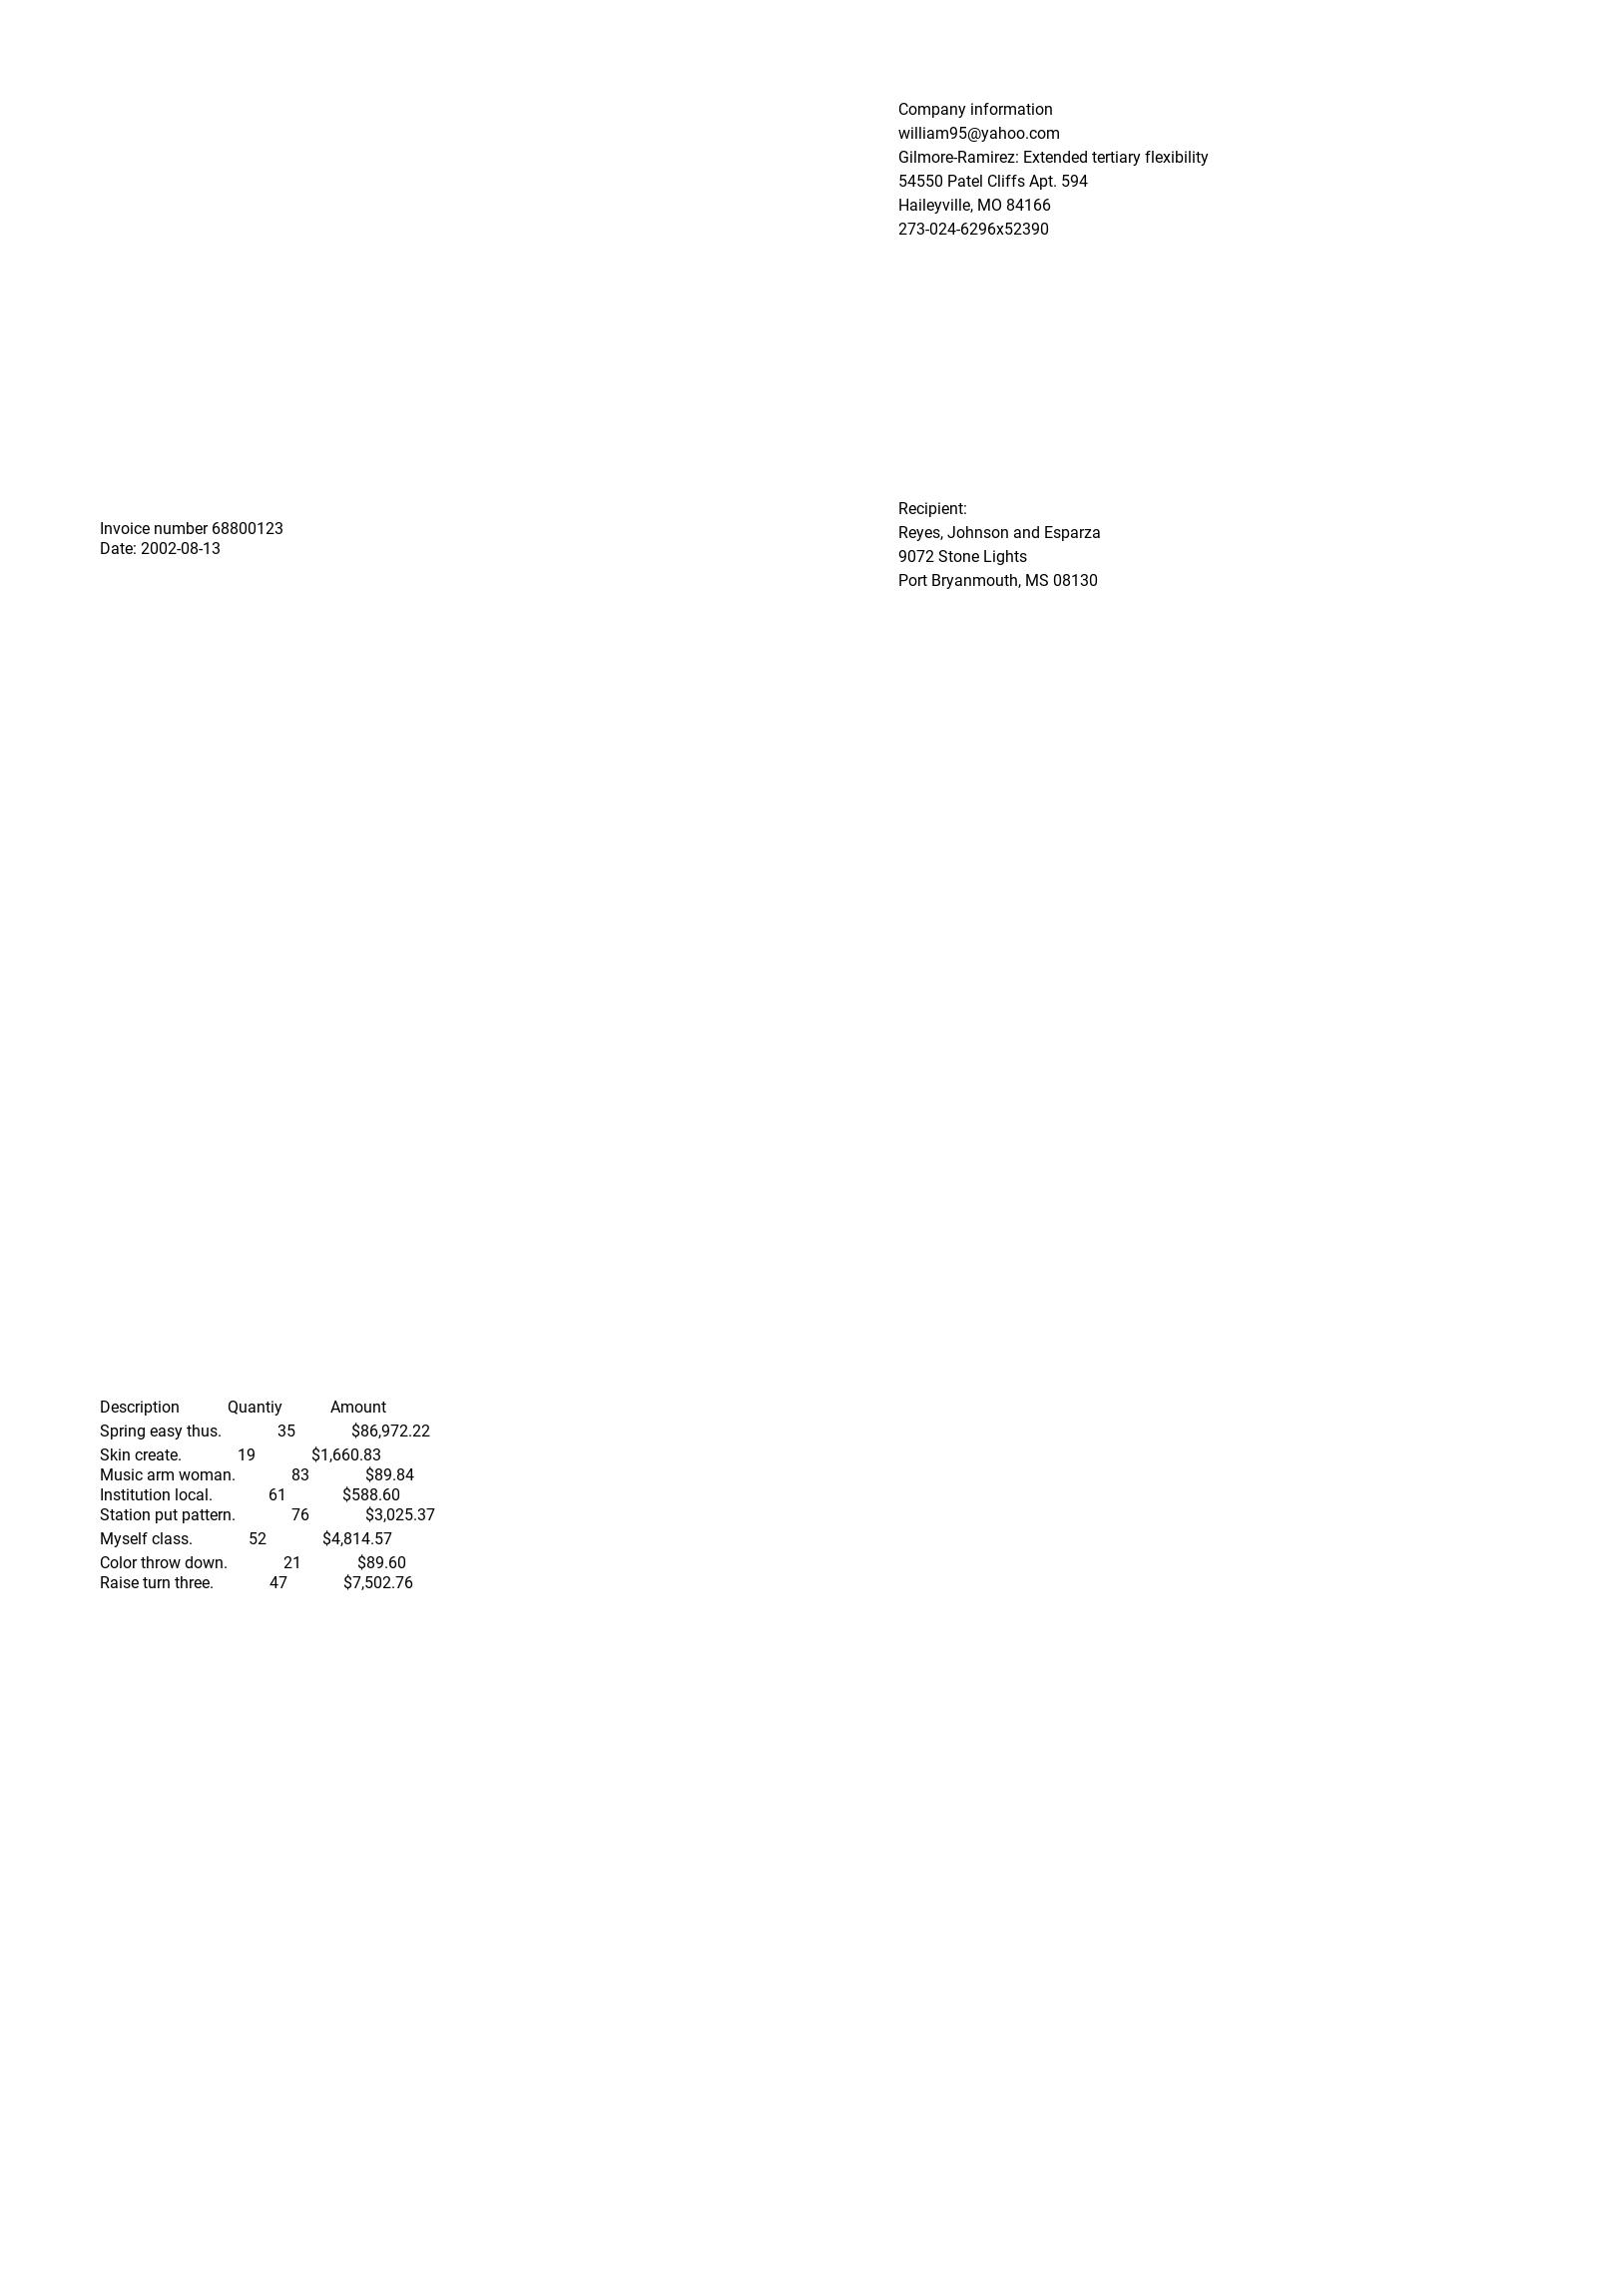 Company information
william95@yahoo.com
Gilmore-Ramirez: Extended tertiary flexibility
54550 Patel Cliffs Apt. 594
Haileyville, MO 84166
273-024-6296x52390
Invoice number 68800123
Date: 2002-08-13
Recipient:
Reyes, Johnson and Esparza
9072 Stone Lights
Port Bryanmouth, MS 08130
Description Quantiy Amount
Spring easy thus. 35 $86,972.22
Skin create. 19 $1,660.83
Music arm woman. 83 $89.84
Institution local. 61 $588.60
Station put pattern. 76 $3,025.37
Myself class. 52 $4,814.57
Color throw down. 21 $89.60
Raise turn three. 47 $7,502.76